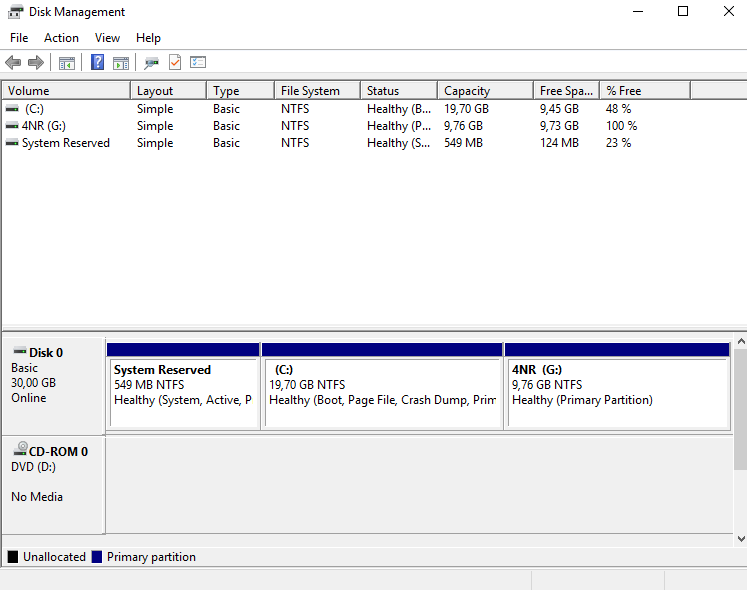 Disk Management
File Action View Help
Volume Layout Type File System Status Capacity Free Spa... % Free
(C:) Simple Basic NTFS Healthy (B... 19,70 GB 9,45 GB 48 %
4NR (G:) Simple Basic NTFS Healthy (P... 9,76 GB 9,73 GB 100 %
System Reserved Simple Basic NTFS Healthy (S... 549 MB 124 MB 23 %
Disk 0
Basic
30,00 GB
Online
System Reserved
549 MB NTFS
Healthy (System, Active, P
(C:)
19,70 GB NTFS
Healthy (Boot, Page File, Crash Dump, Prim
4NR (G:)
9,76 GB NTFS
Healthy (Primary Partition)
CD-ROM 0
DVD (D:)
No Media
Unallocated Primary partition